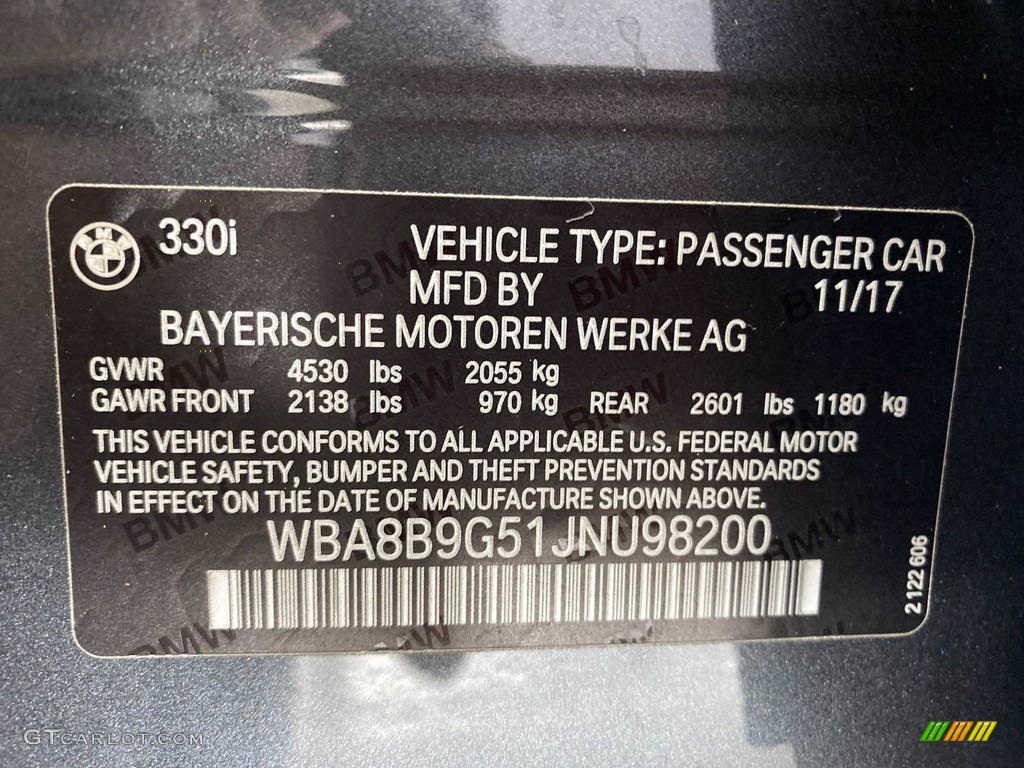 330i VEHICLE TYPE: PASSENGER CAR
MFD BY 11/17
BAYERISCHE MOTOREN WERKE AG
GVWR 4530 lbs 2055 kg
GAWR FRONT 2138 lbs 970 kg REAR 2601 lbs 1180 kg
THIS VEHICLE CONFORMS TO ALL APPLICABLE U.S. FEDERAL MOTOR
VEHICLE SAFETY, BUMPER AND THEFT PREVENTION STANDARDS
IN EFFECT ON THE DATE OF MANUFACTURE SHOWN ABOVE.
WBA8B9G51JNU98200
2 122 606
GTCARLOT.COM